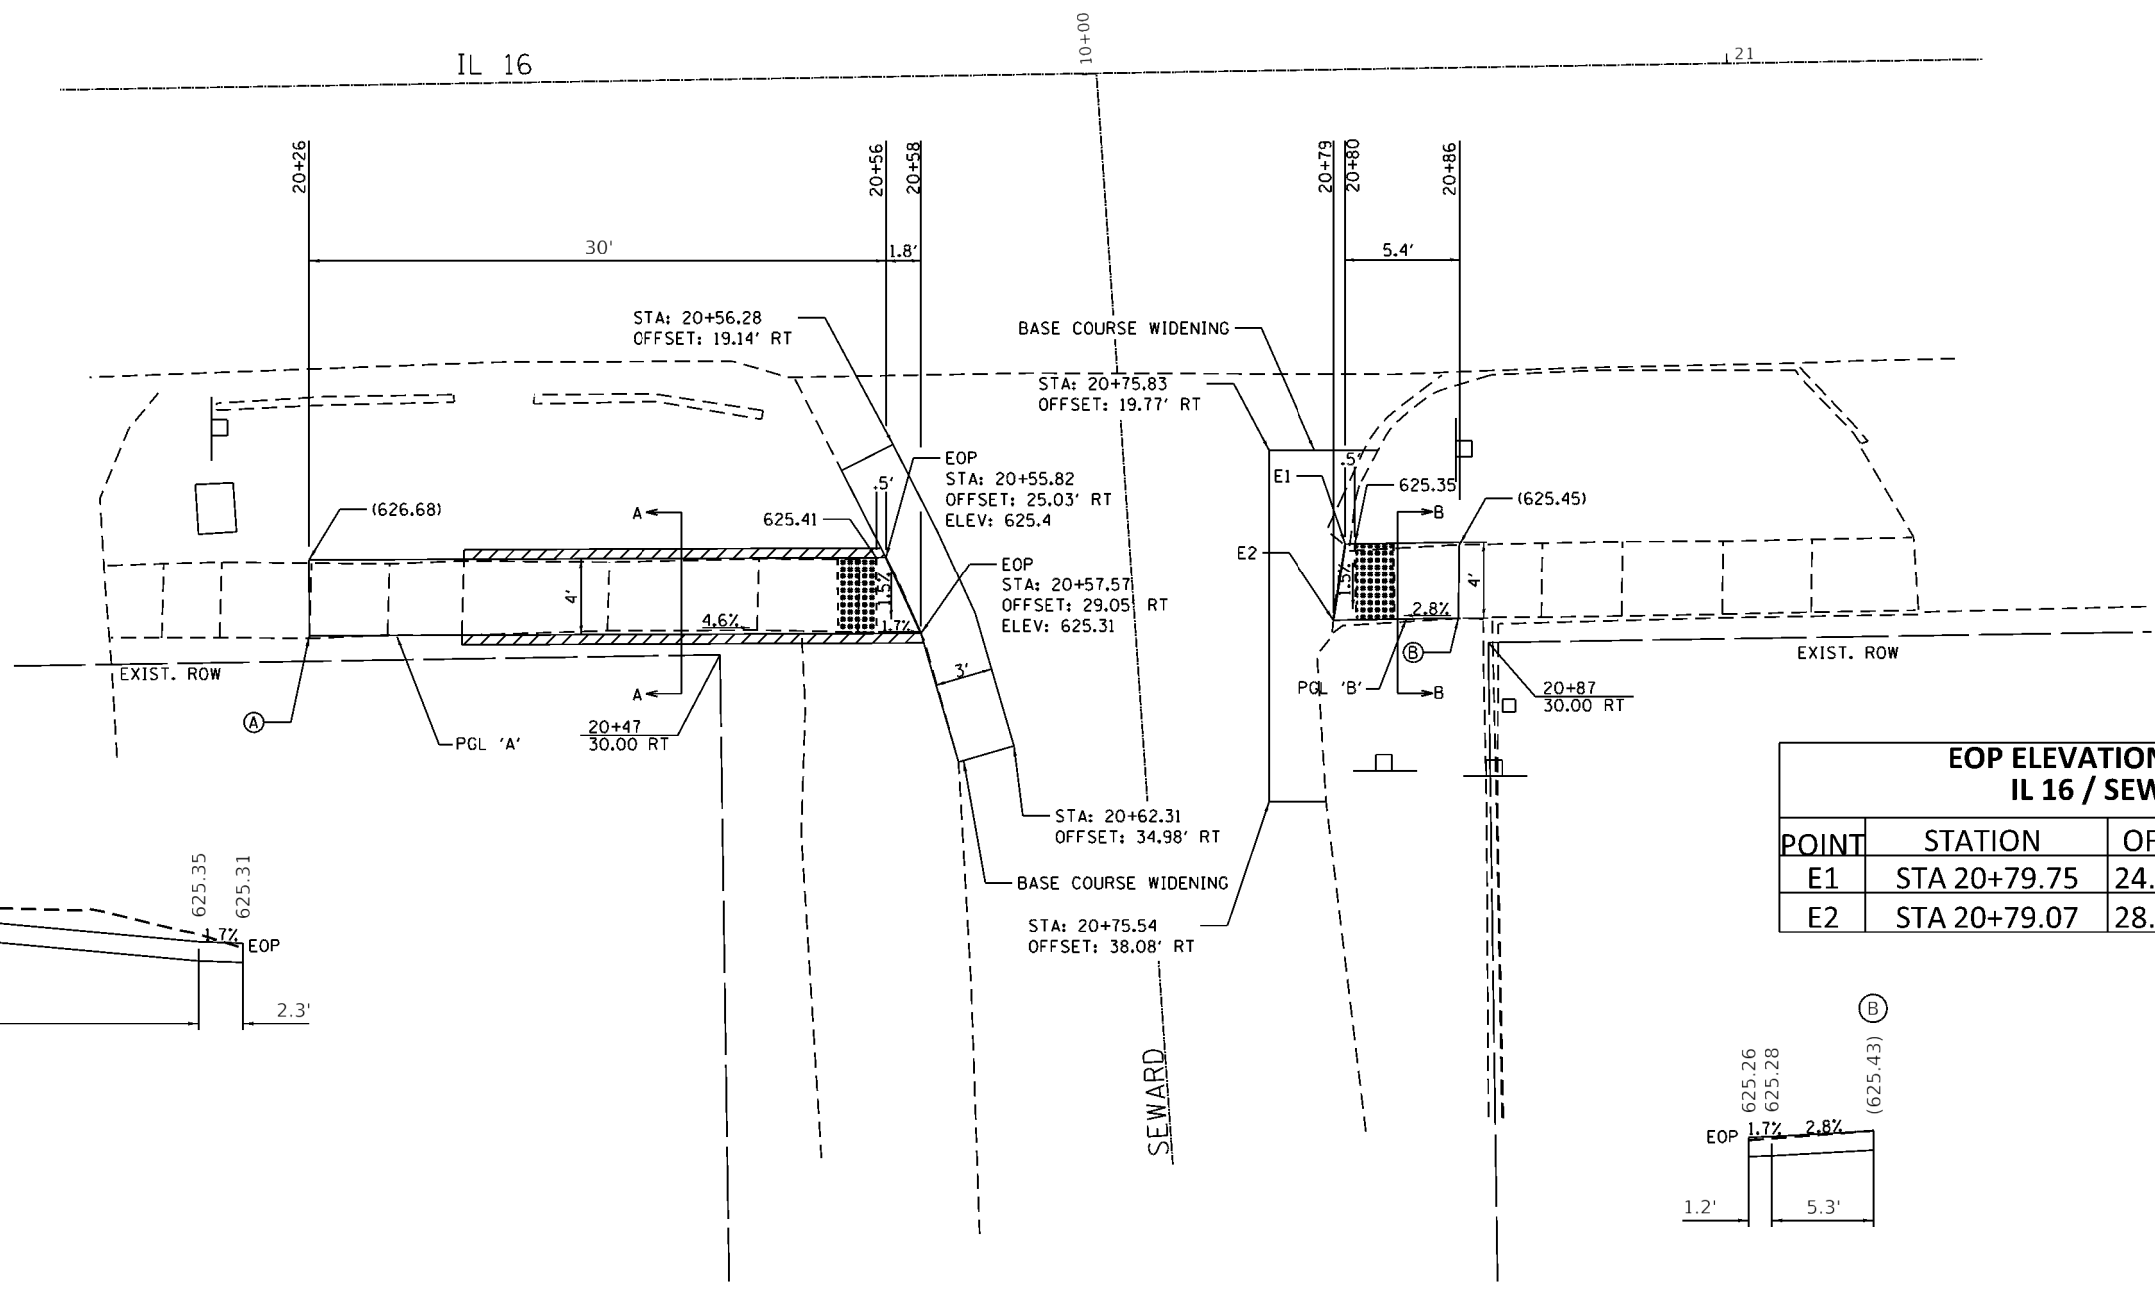 IL 16
10+00
21
20+26
20+56
20+58
20+79
20+80
20+86
30'
1.8'
5.4'
STA: 20+56.28
OFFSET: 19.14' RT
BASE COURSE WIDENING
STA: 20+75.83
OFFSET: 19.77' RT
EOP
STA: 20+55.82
OFFSET: 25.03' RT
ELEV: 625.4
.5'
.5'
E1
625.35
(625.45)
(626.68)
A
625.41
B
E2
EOP
STA: 20+57.57
OFFSET: 29.05' RT
ELEV: 625.31
4'
1.5%
4.6%
1.7%
1.5%
2.8%
4'
EXIST. ROW
A
3'
PGL 'B'
B
B
EXIST. ROW
20+87
30.00 RT
A
PGL 'A'
20+47
30.00 RT
EOP ELEVATION
IL 16 / SEW
POINT
STATION
OF
E1
STA 20+79.75
24.
E2
STA 20+79.07
28.
STA: 20+62.31
OFFSET: 34.98' RT
BASE COURSE WIDENING
STA: 20+75.54
OFFSET: 38.08' RT
625.35
625.31
1.7%
EOP
2.3'
SEWARD
B
625.26
625.28
(625.43)
EOP
1.7%
2.8%
1.2'
5.3'